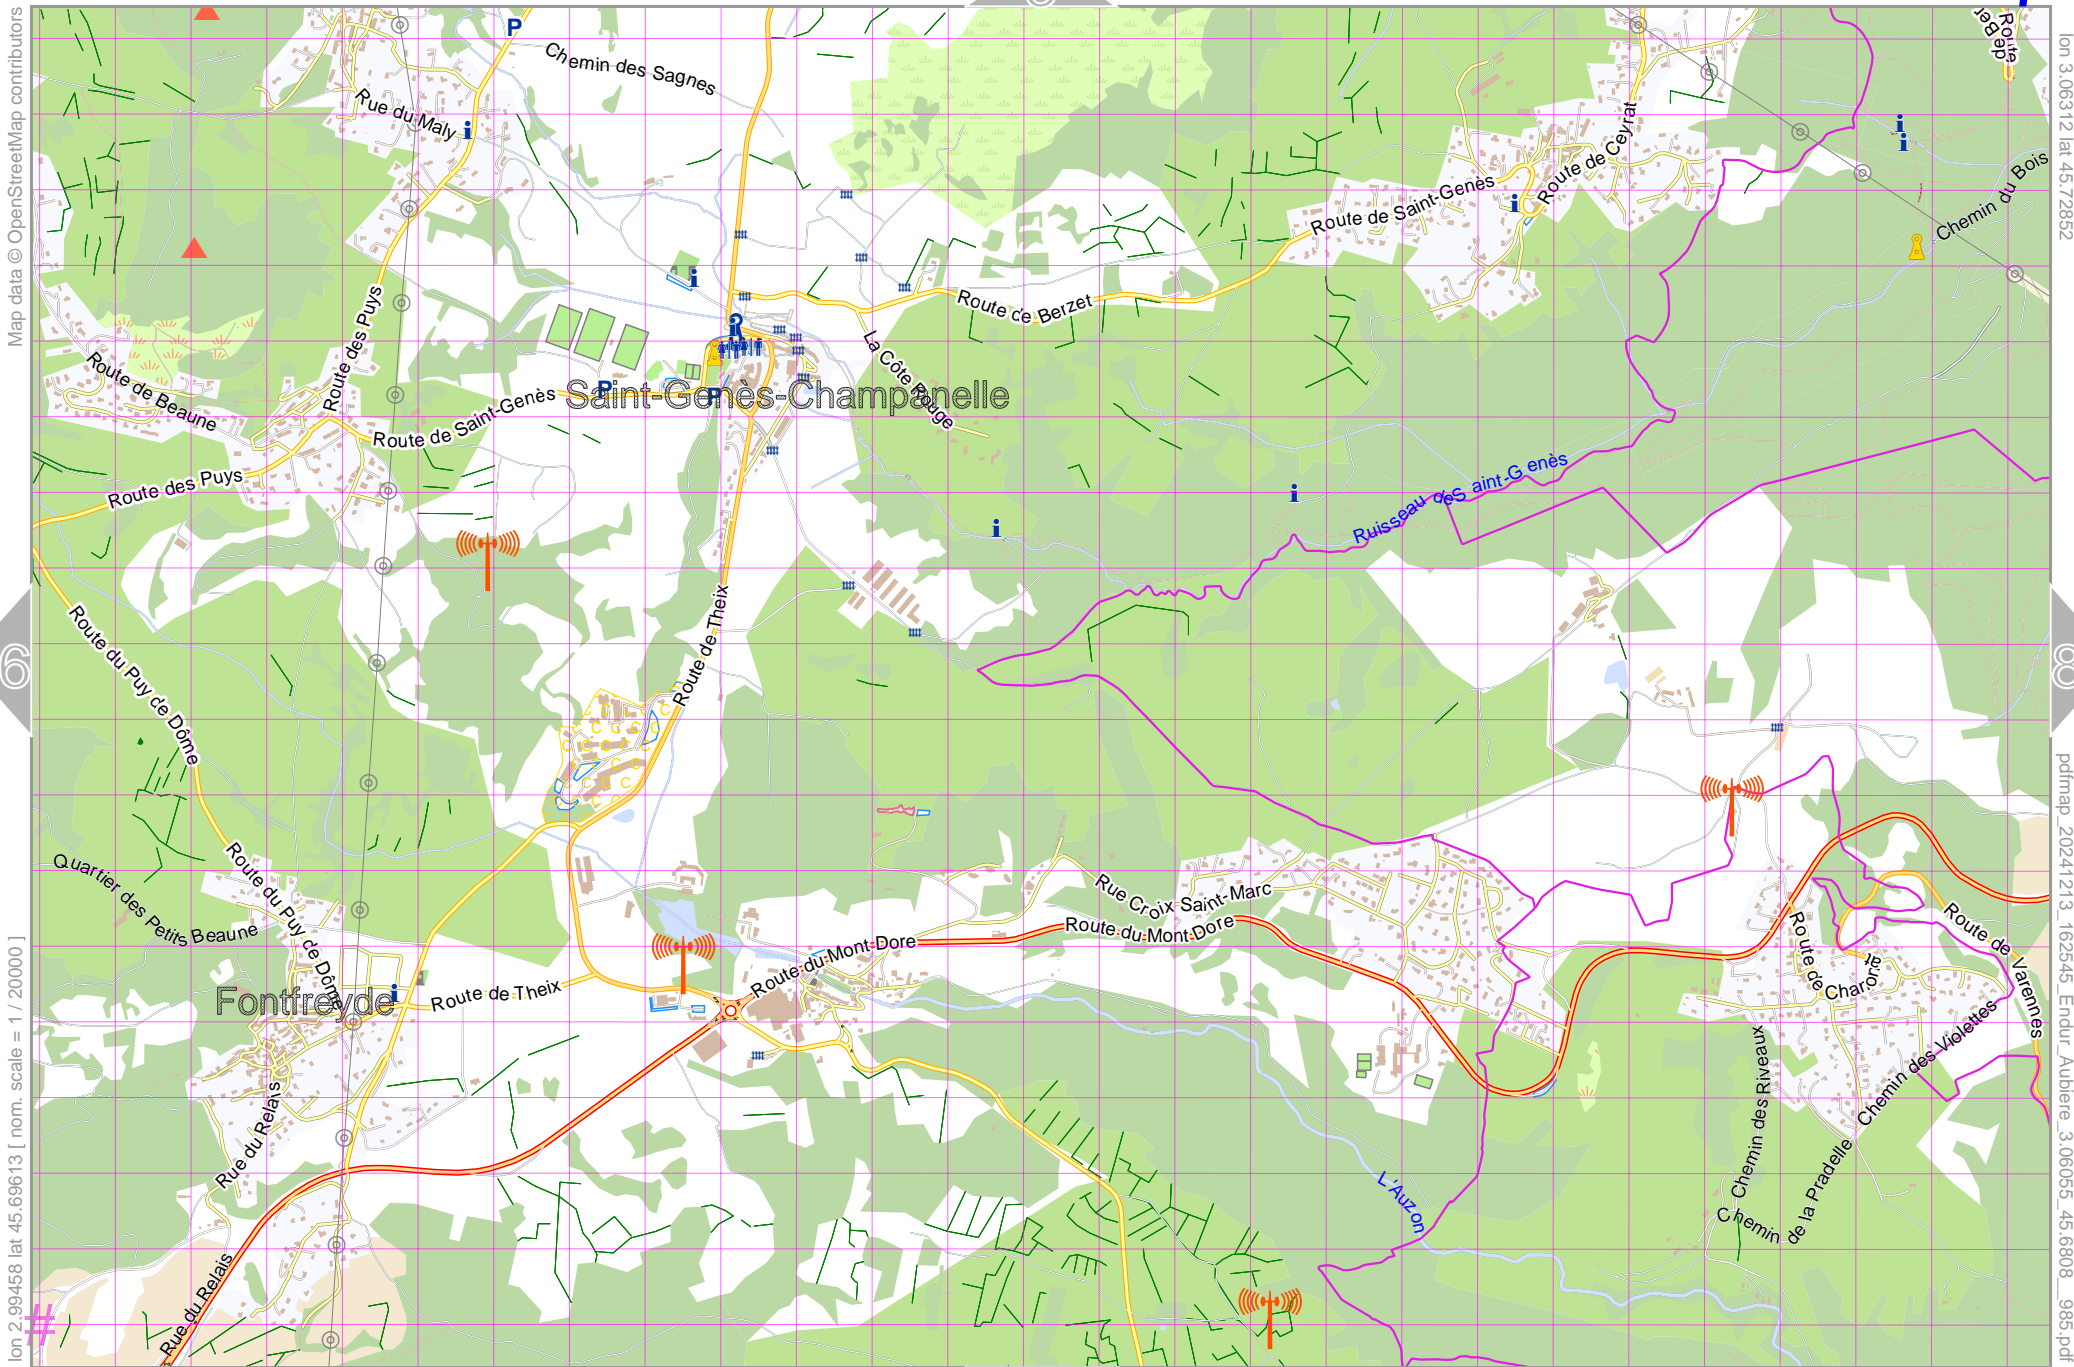 Map data © OpenStreetMap contributors
lon 2.99458 lat 45.69613 [ nom. scale = 1 / 20000 ]
lon 3.06312 lat 45.72852
pdfmap_20241213_162545_Endur_Aubiere_3.06055_45.6808__985.pdf
6
8
P
Chemin des Sagnes
Rue du Maly
Route de Ceyrat
Route de Saint-Genès
Chemin du Bois
Route de Berzet
Route des Puys
Route de Beaune
La Côte Rouge
P
P
Saint-Genès-Champanelle
Route de Saint-Genès
Route des Puys
Ruisseau de Saint-Genès
Route du Puy de Dôme
Route de Theix
Quartier des Petits Beaune
Route du Puy de Dôme
Rue Croix Saint-Marc
Route du Mont Dore
Route du Mont Dore
Route de Varennes
Route de Charonat
Fontfreyde
Route de Theix
Rue du Relais
Chemin des Rivaux
Chemin des Violettes
Chemin de la Pradelle
L'Auzon
Rue du Relais
#